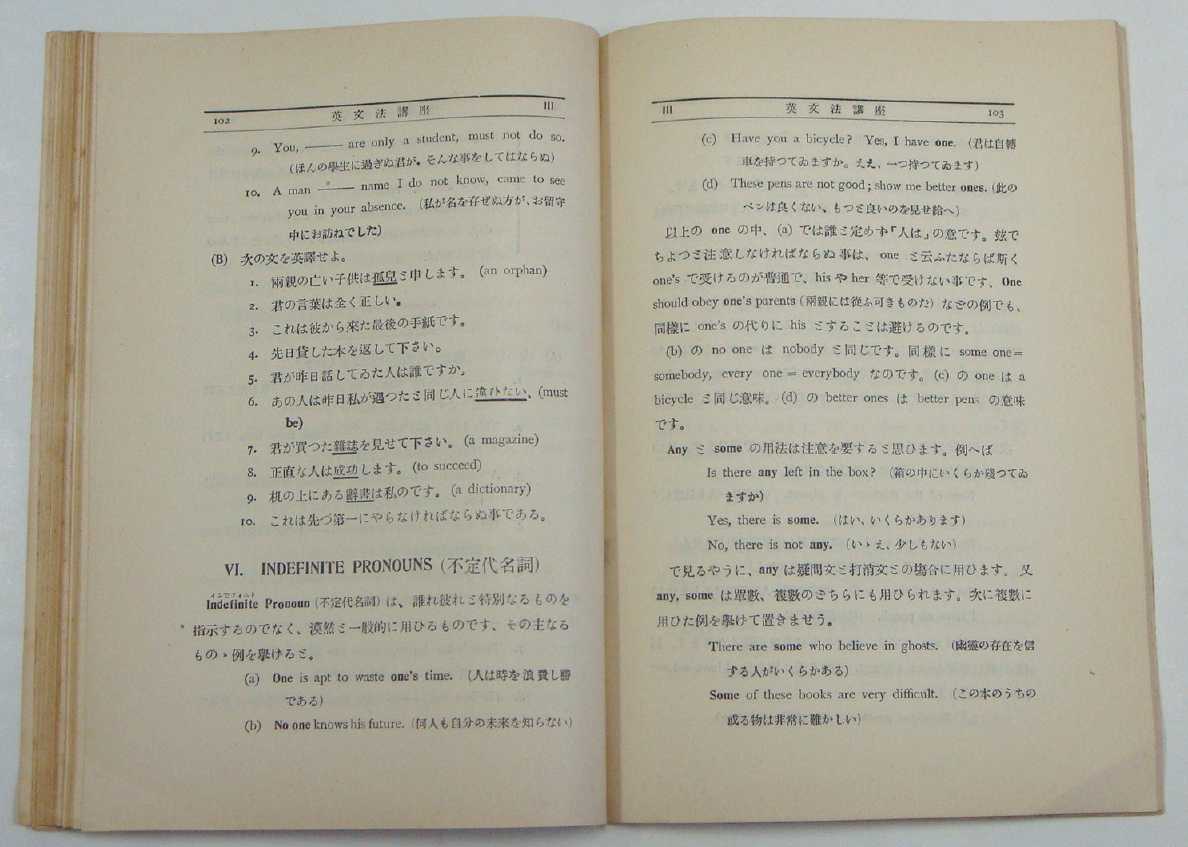 102 英文法講座 III
9. You, ——— are only a student, must not do so.
(ほんの學生に過ぎぬ君が、そんな事をしてはならぬ)
10. A man ——— name I do not know, came to see
you in your absence. (私が名を存ぜぬ方が、お留守
中にお訪ねでした)
(B) 次の文を英譯せよ。
1. 兩親の亡い子供は孤兒と申します。 (an orphan)
2. 君の言葉は全く正しい。
3. これは彼から來た最後の手紙です。
4. 先日貸した本を返して下さい。
5. 君が昨日話してゐた人は誰ですか。
6. あの人は昨日私が遇つたと同じ人に違ひない、(must
be)
7. 君が買つた雜誌を見せて下さい。 (a magazine)
8. 正直な人は成功します。 (to succeed)
9. 机の上にある辭書は私のです。 (a dictionary)
10. これは先づ第一にやらなければならぬ事である。
VI. INDEFINITE PRONOUNS (不定代名詞)
Indefinite Pronoun (不定代名詞) は、誰れ彼れと特別なるものを
指示するのでなく、漠然と一般的に用ひるものです、その主なる
もの、例を擧げると。
(a) One is apt to waste one's time. (人は時を浪費し勝
である)
(b) No one knows his future. (何人も自分の未來を知らない)
III 英文法講座 103
(c) Have you a bicycle? Yes, I have one. (君は自轉
車を持つてゐますか。えゝ、一つ持つてゐます)
(d) These pens are not good; show me better ones. (此の
ペンは良くない、もつと良いのを見せ給へ)
以上の one の中、(a) では誰と定めず「人は」の意です。玆で
ちよつと注意しなければならぬ事は、one と云ふたならば斯く
one's で受けるのが普通で、his や her 等で受けない事です、One
should obey one's parents (兩親には從ふ可きものだ) などの例でも、
同樣に one's の代りに his とすることは避けるのです。
(b) の no one は nobody と同じです。同樣に some one=
somebody, every one = everybody なのです。(c) の one は a
bicycle と同じ意味。(d) の better ones は better pens の意味
です。
Any と some の用法は注意を要すると思ひます。例へば
Is there any left in the box? (箱の中にいくらか殘つてゐ
ますか)
Yes, there is some. (はい、いくらかあります)
No, there is not any. (いゝえ、少しもない)
で見るやうに、any は疑問文と打消文との場合に用ひます。又
any, some は單數、複數のどちらにも用ひられます。次に複數に
用ひた例を擧けて置きませう。
There are some who believe in ghosts. (幽靈の存在を信
ずる人がいくらかある)
Some of these books are very difficult. (この本のうちの
或る物は非常に難かしい)